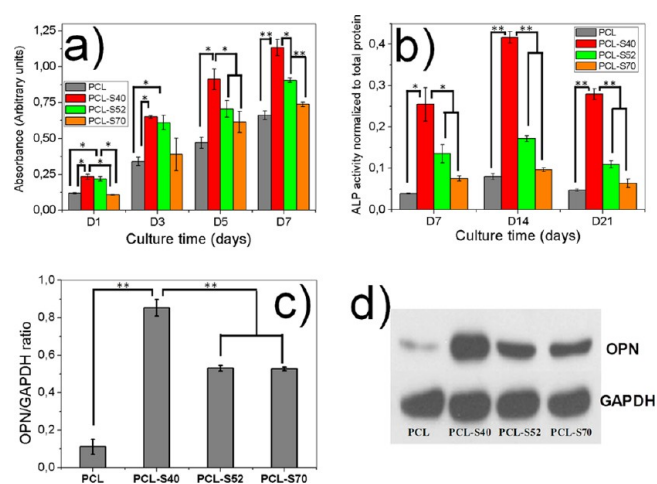 a)
Absorbance (Arbitrary units)
1,25
1,00
0,75
0,50
0,25
0,00
PCL
PCL-S40
PCL-S52
PCL-S70
* * * * * * * * ** * **
D1 D3 D5 D7
Culture time (days)
b)
ALP activity normalized to total protein
0,4
0,3
0,2
0,1
0,0
PCL
PCL-S40
PCL-S52
PCL-S70
* * ** ** ** **
D7 D14 D21
Culture time (days)
c)
OPN/GAPDH ratio
1,0
0,8
0,6
0,4
0,2
0,0
** **
PCL PCL-S40 PCL-S52 PCL-S70
d)
OPN
GAPDH
PCL PCL-S40 PCL-S52 PCL-S70